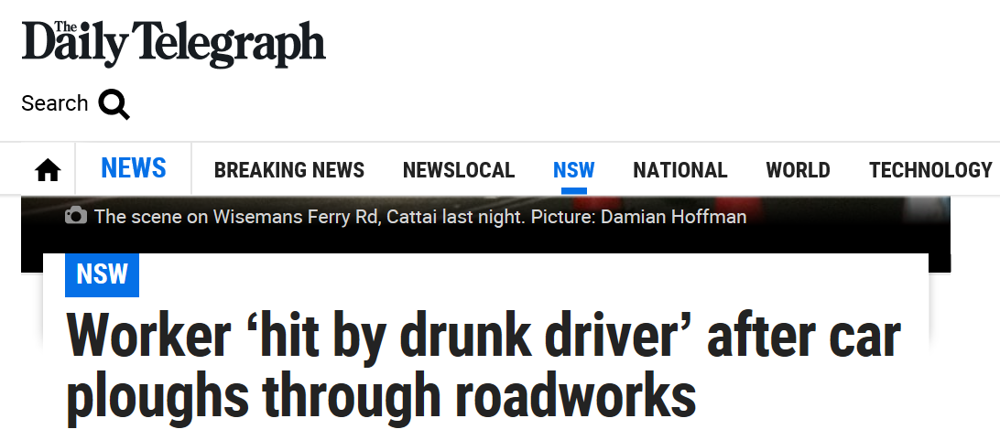 The Daily Telegraph
Search
NEWS BREAKING NEWS NEWSLOCAL NSW NATIONAL WORLD TECHNOLOGY
The scene on Wisemans Ferry Rd, Cattai last night. Picture: Damian Hoffman
NSW
Worker ‘hit by drunk driver’ after car
ploughs through roadworks